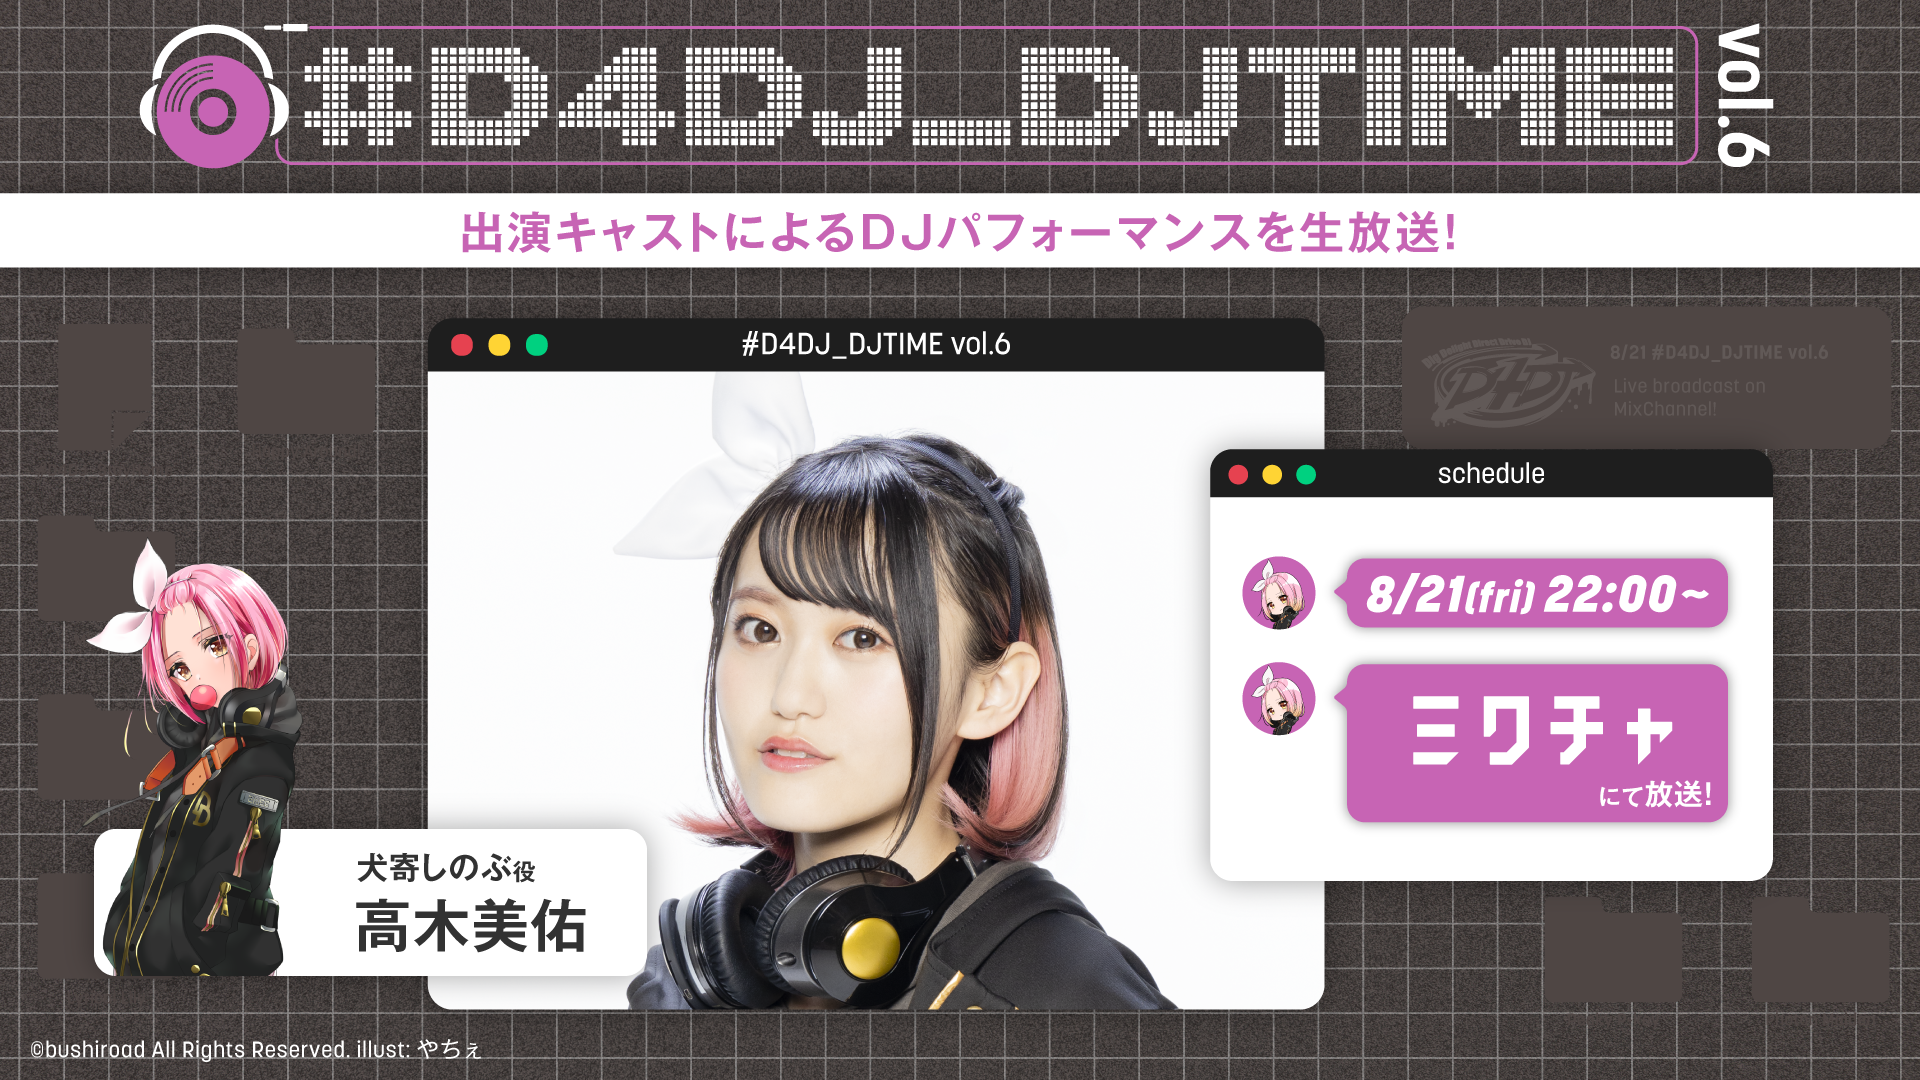 #D4DJ_DJTIME
vol.6
出演キャストによるDJパフォーマンスを生放送!
#D4DJ_DJTIME vol.6
8/21 #D4DJ_DJTIME vol.6
Live broadcast on
MixChannel!
D4DJ
schedule
8/21(fri) 22:00~
ミクチャ
にて放送!
犬寄しのぶ役
高木美佑
©bushiroad All Rights Reserved. illust: やちぇ